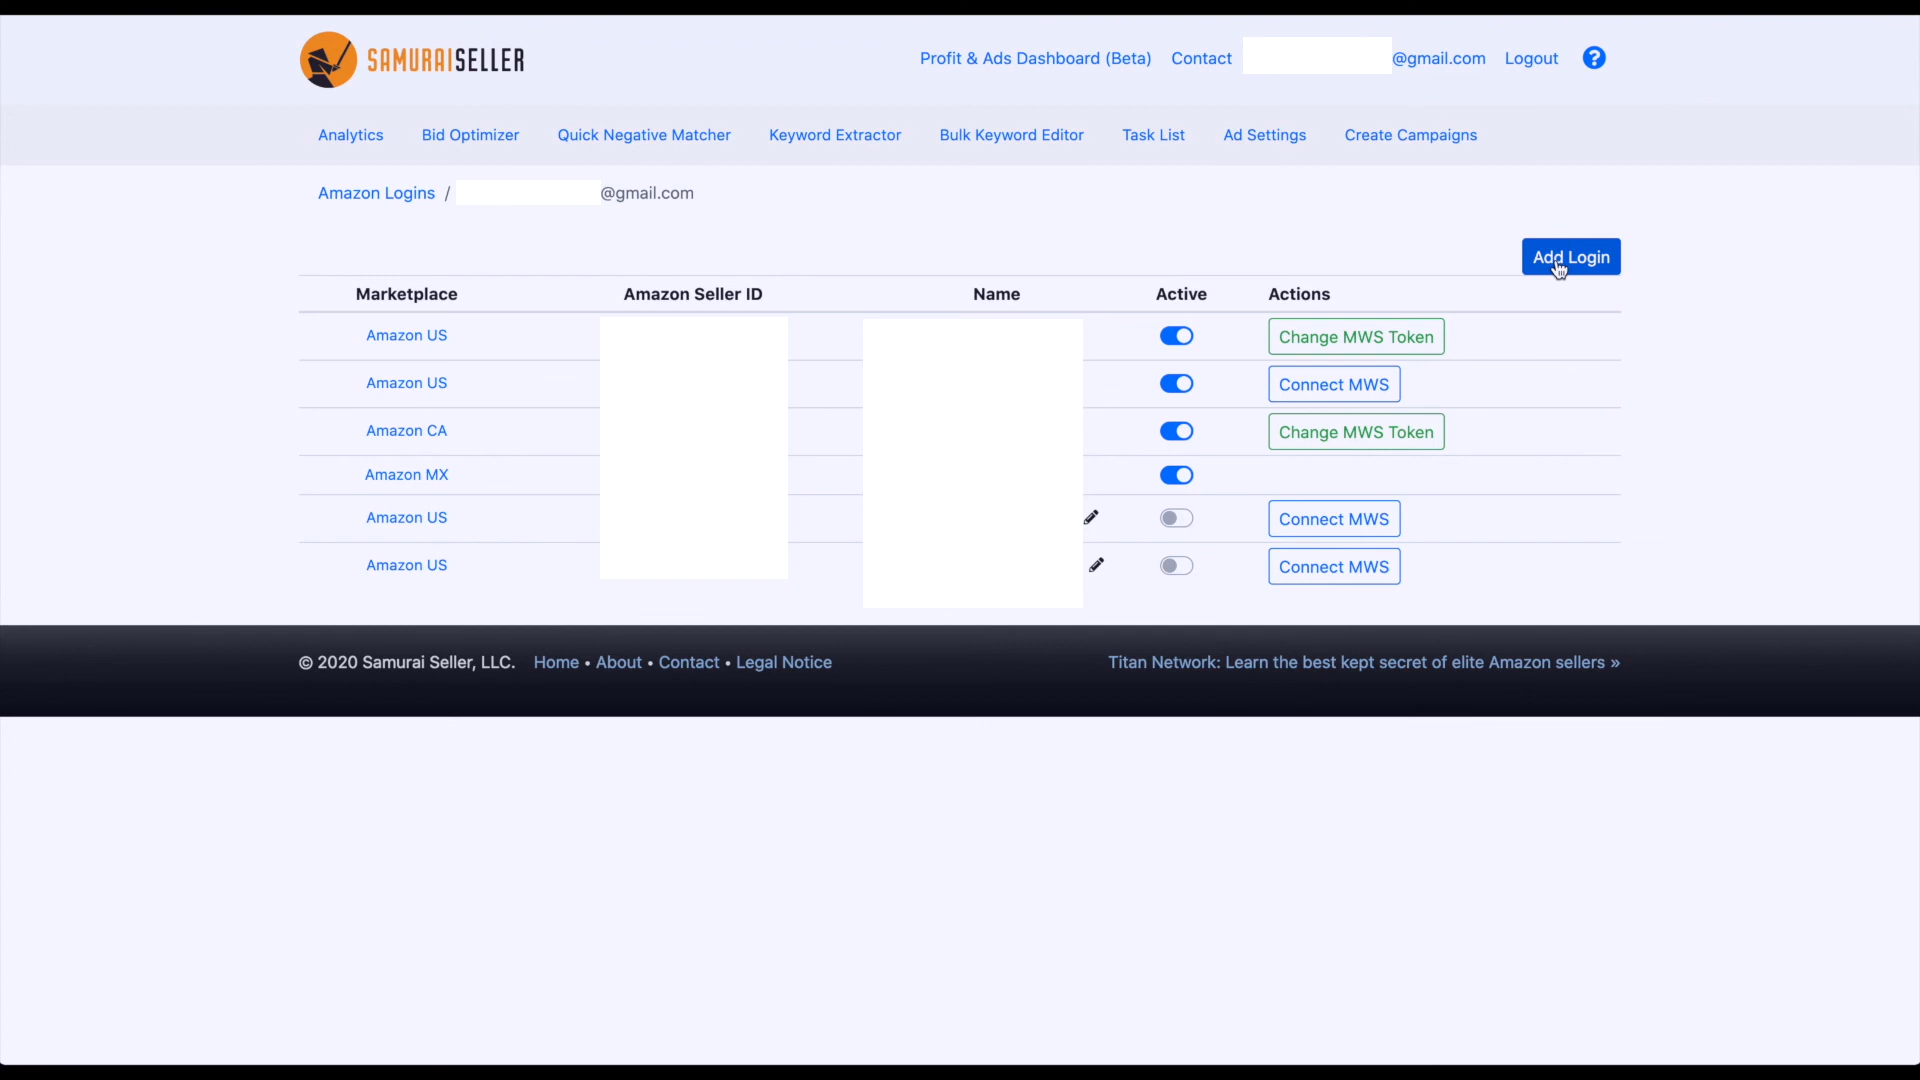 SAMURAISELLER
Profit & Ads Dashboard (Beta) Contact @gmail.com Logout ?
Analytics Bid Optimizer Quick Negative Matcher Keyword Extractor Bulk Keyword Editor Task List Ad Settings Create Campaigns
Amazon Logins / @gmail.com
Add Login
Marketplace Amazon Seller ID Name Active Actions
Amazon US Change MWS Token
Amazon US Connect MWS
Amazon CA Change MWS Token
Amazon MX
Amazon US Connect MWS
Amazon US Connect MWS
© 2020 Samurai Seller, LLC. Home • About • Contact • Legal Notice Titan Network: Learn the best kept secret of elite Amazon sellers »